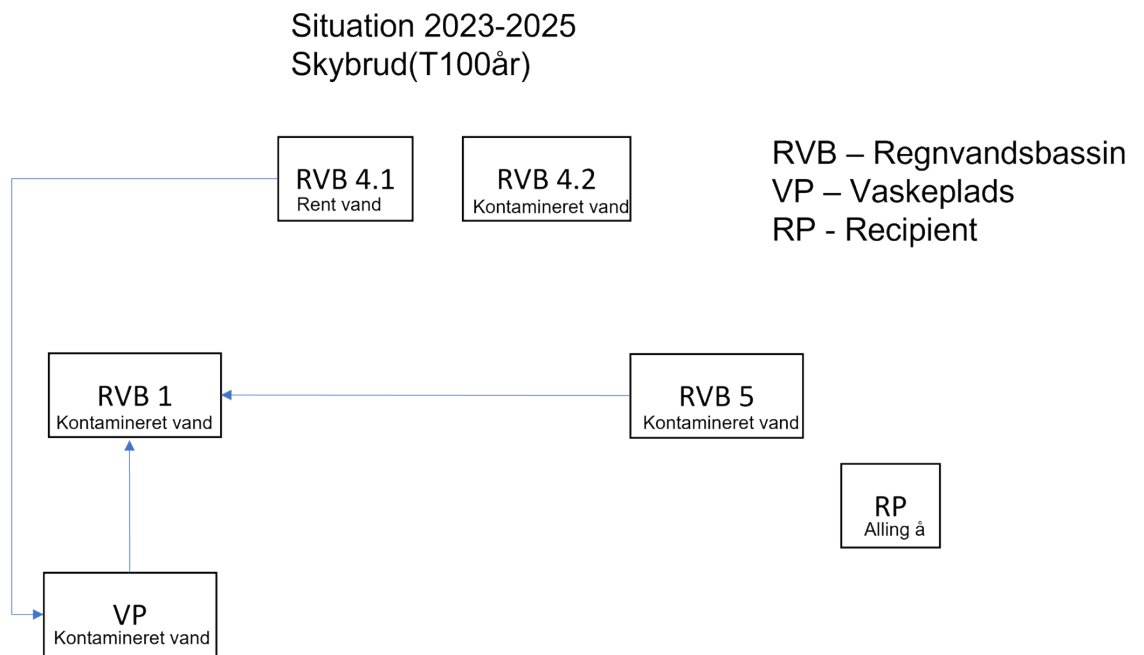 Situation 2023-2025
Skybrud(T100år)
RVB 4.1
Rent vand
RVB 4.2
Kontamineret vand
RVB – Regnvandsbassin
VP – Vaskeplads
RP - Recipient
RVB 1
Kontamineret vand
RVB 5
Kontamineret vand
RP
Alling å
VP
Kontamineret vand